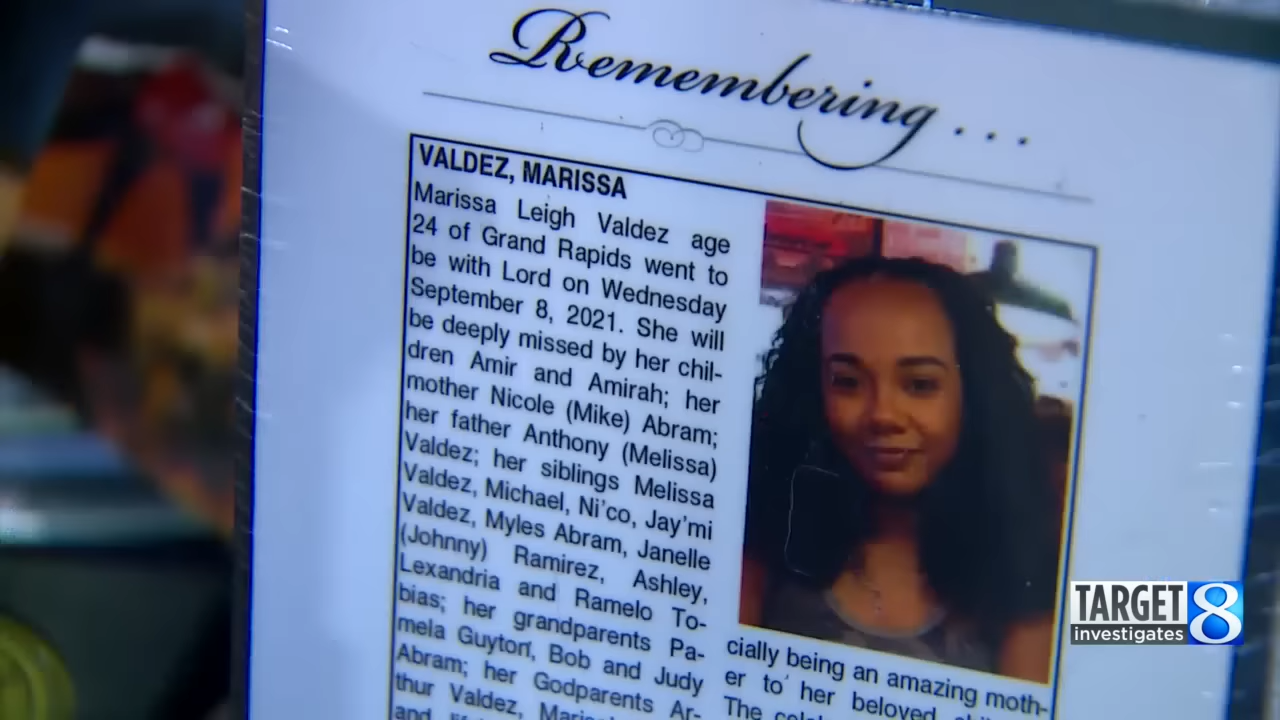 Remembering...
VALDEZ, MARISSA
Marissa Leigh Valdez age
24 of Grand Rapids went to
be with Lord on Wednesday
September 8, 2021. She will
be deeply missed by her chil-
dren Amir and Amirah; her
mother Nicole (Mike) Abram;
her father Anthony (Melissa)
Valdez; her siblings Melissa
Valdez, Michael, Ni'co, Jay'mi
Valdez, Myles Abram, Janelle
(Johnny) Ramirez, Ashley,
Lexandria and Ramelo To-
bias; her grandparents Pa-
mela Guyton, Bob and Judy
Abram; her Godparents Ar-
thur Valdez,
and
cially being an amazing moth-
er to her beloved
The
TARGET 8
investigates